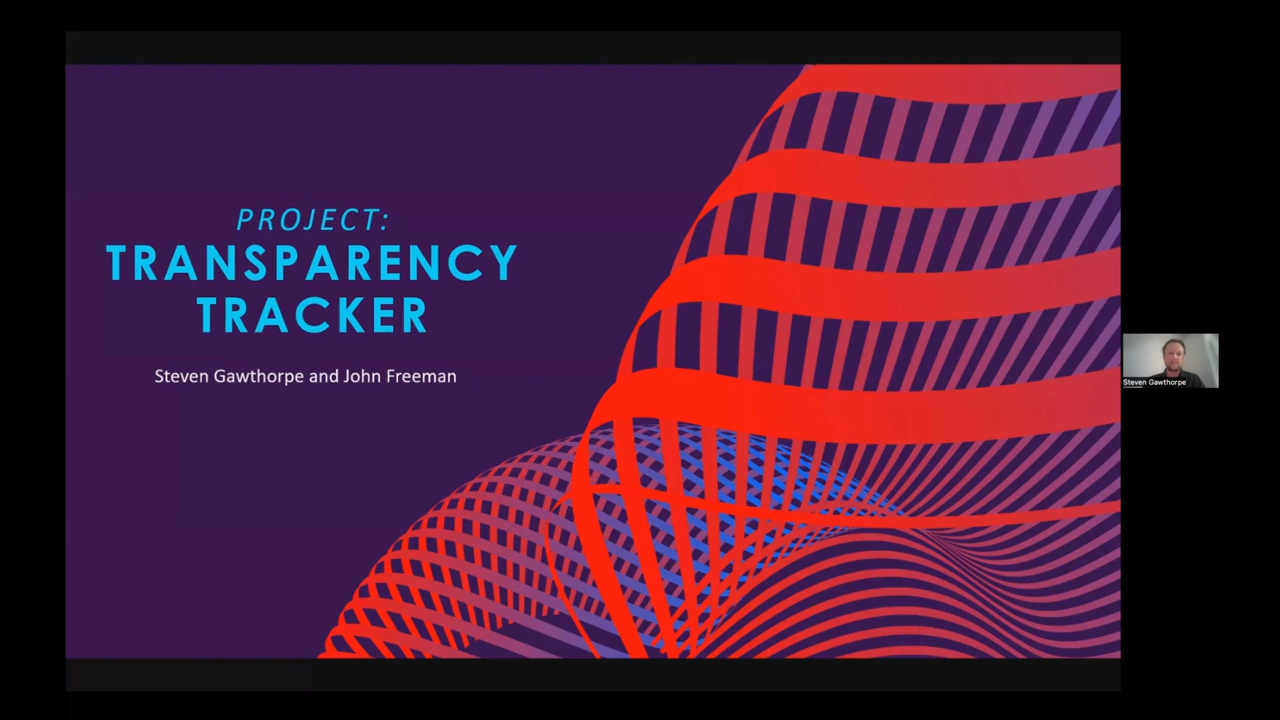 PROJECT:
TRANSPARENCY
TRACKER
Steven Gawthorpe and John Freeman
Steven Gawthorpe